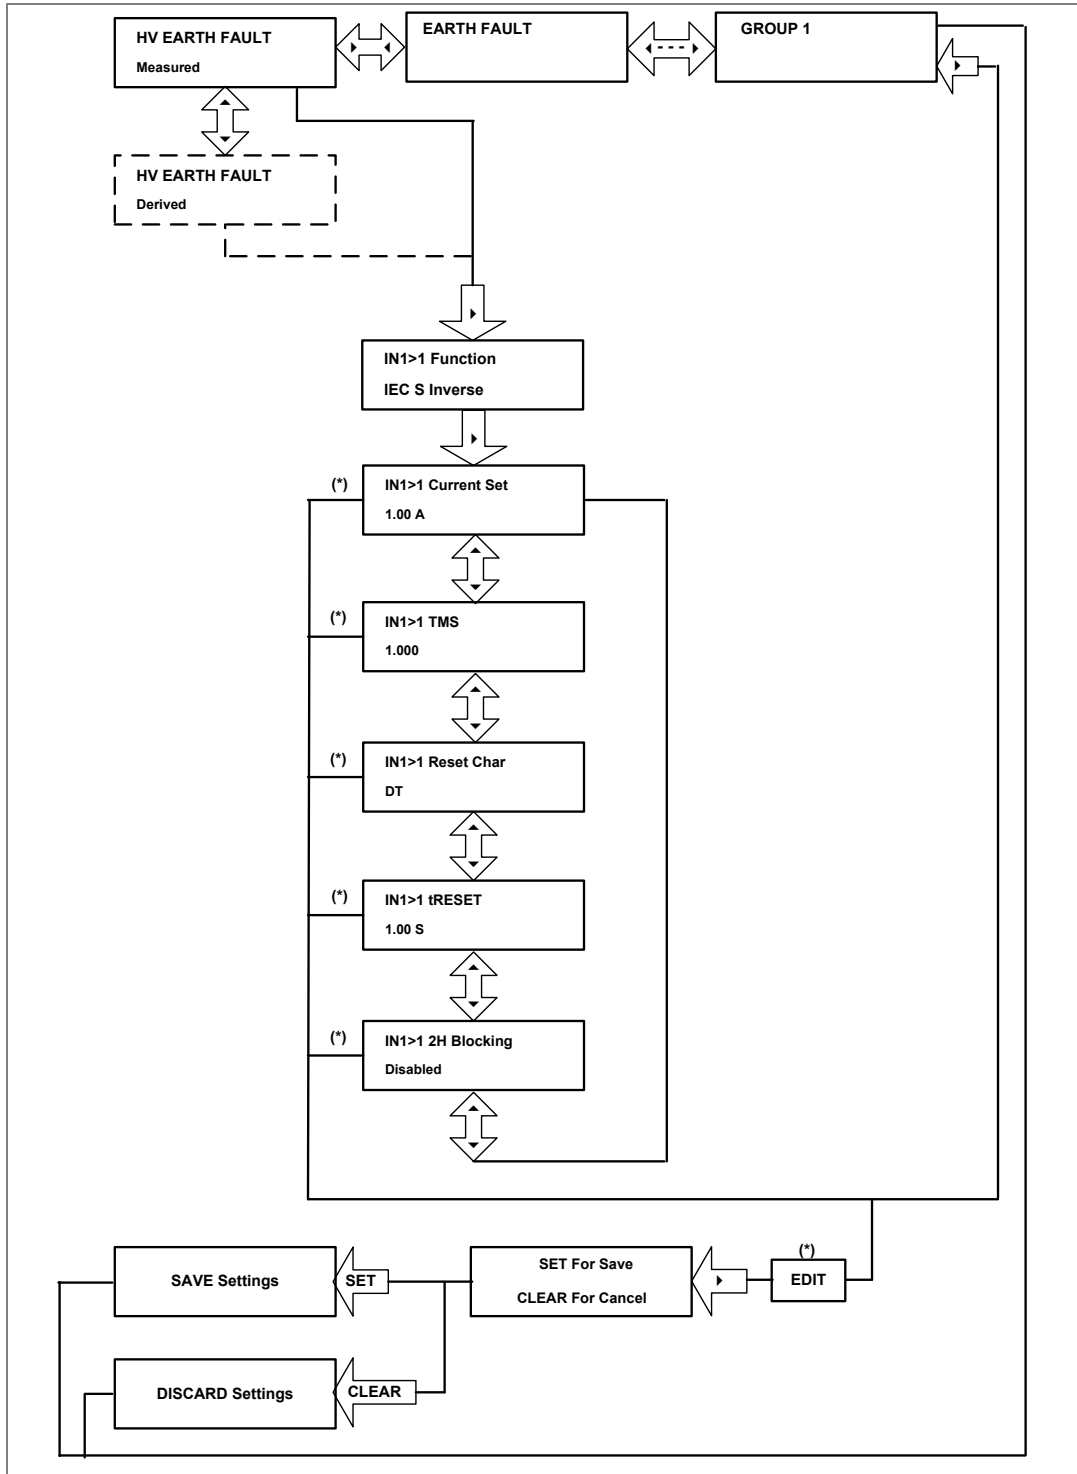 HV EARTH FAULT
Measured
EARTH FAULT
GROUP 1
HV EARTH FAULT
Derived
IN1>1 Function
IEC S Inverse
(*)
IN1>1 Current Set
1.00 A
(*)
IN1>1 TMS
1.000
(*)
IN1>1 Reset Char
DT
(*)
IN1>1 tRESET
1.00 S
(*)
IN1>1 2H Blocking
Disabled
SAVE Settings
SET
SET For Save
CLEAR For Cancel
(*)
EDIT
DISCARD Settings
CLEAR